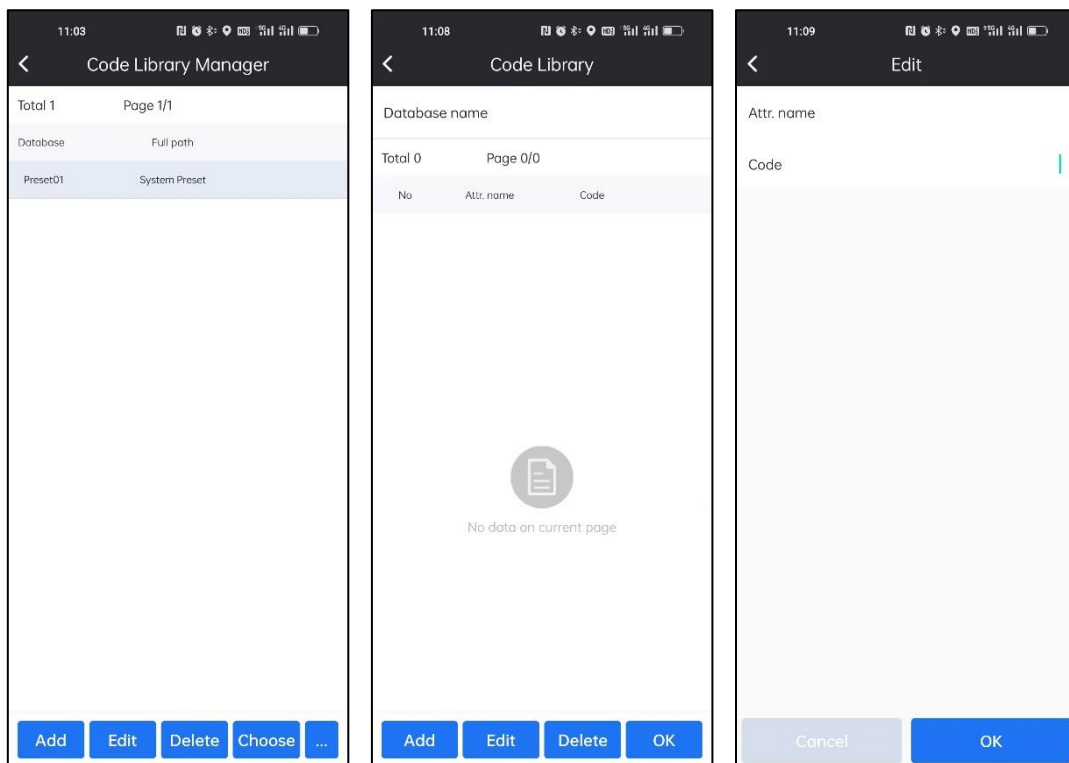 11:03
Code Library Manager
Total 1 Page 1/1
Database Full path
Preset01 System Preset
Add Edit Delete Choose ...
11:08
Code Library
Database name
Total 0 Page 0/0
No Attr. name Code
No data on current page
Add Edit Delete OK
11:09
Edit
Attr. name
Code
Cancel OK